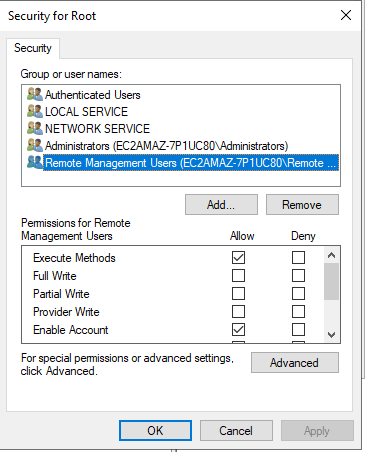 Security for Root
Security
Group or user names:
Authenticated Users
LOCAL SERVICE
NETWORK SERVICE
Administrators (EC2AMAZ-7P1UC80\Administrators)
Remote Management Users (EC2AMAZ-7P1UC80\Remote ...
Add...
Remove
Permissions for Remote
Management Users
Allow
Deny
Execute Methods
Full Write
Partial Write
Provider Write
Enable Account
For special permissions or advanced settings,
click Advanced.
Advanced
OK
Cancel
Apply